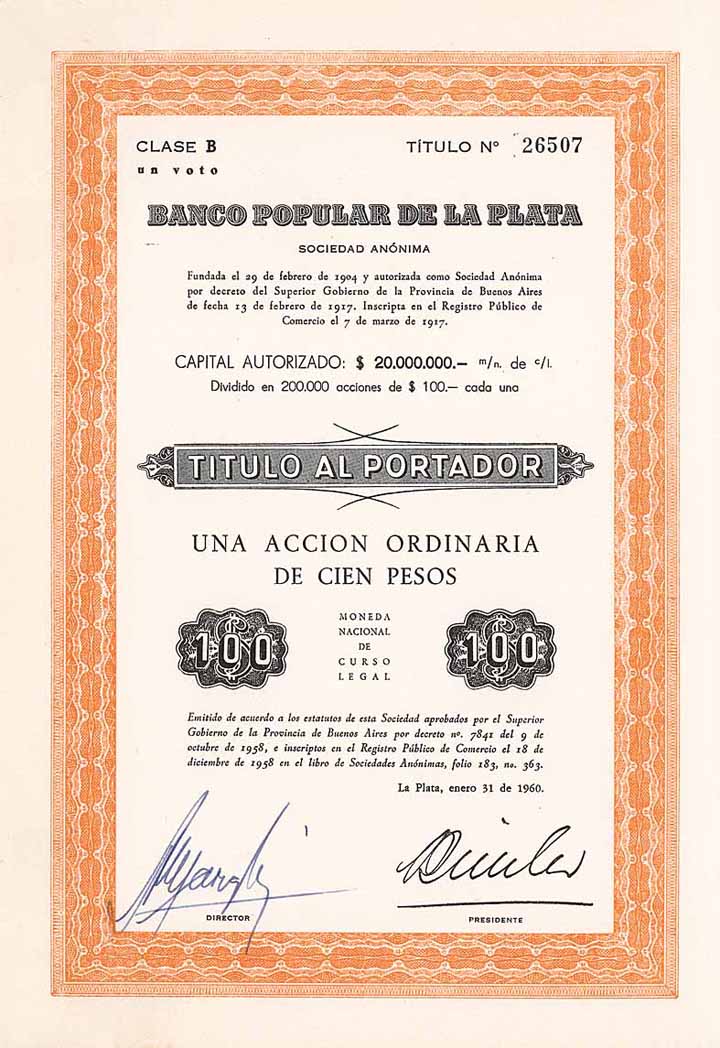 CLASE B
TÍTULO Nº 26507
un voto
BANCO POPULAR DE LA PLATA
SOCIEDAD ANÓNIMA
Fundada el 29 de febrero de 1904 y autorizada como Sociedad Anónima
por decreto del Superior Gobierno de la Provincia de Buenos Aires
de fecha 13 de febrero de 1917. Inscripta en el Registro Público de
Comercio el 7 de marzo de 1917.
CAPITAL AUTORIZADO: $ 20.000.000.— m/n. de c/l.
Dividido en 200.000 acciones de $ 100.— cada una
TITULO AL PORTADOR
UNA ACCION ORDINARIA
DE CIEN PESOS
100
MONEDA
NACIONAL
DE
CURSO
LEGAL
100
Emitido de acuerdo a los estatutos de esta Sociedad aprobados por el Superior
Gobierno de la Provincia de Buenos Aires por decreto nº. 7841 del 9 de
octubre de 1958, e inscriptos en el Registro Público de Comercio el 18 de
diciembre de 1958 en el libro de Sociedades Anónimas, folio 183, no. 363.
La Plata, enero 31 de 1960.
DIRECTOR
PRESIDENTE